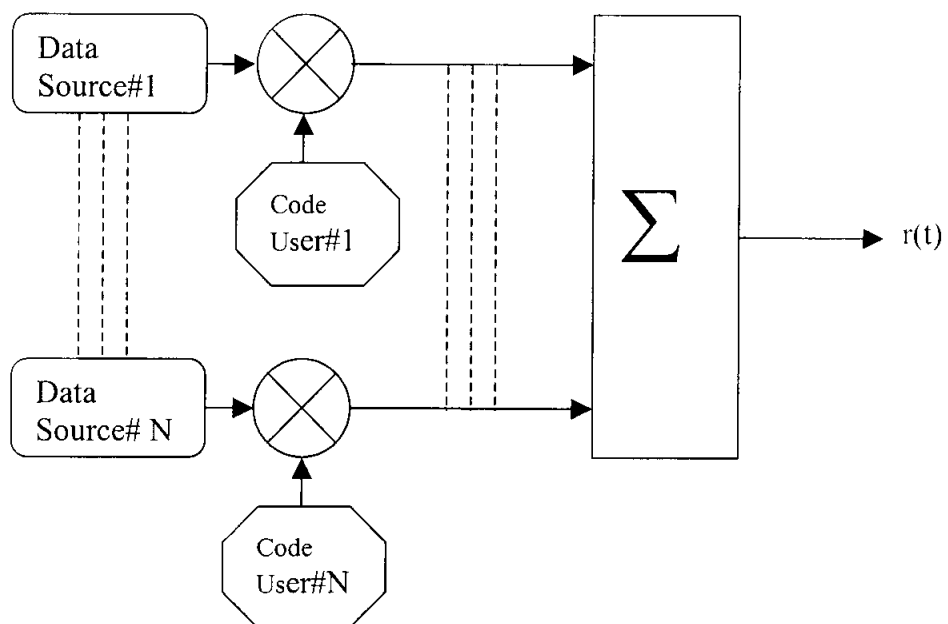 Data
Source#1
Code
User#1
Σ
r(t)
Data
Source# N
Code
User#N